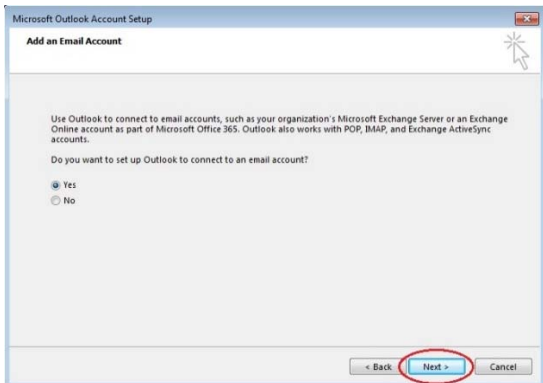 Microsoft Outlook Account Setup
Add an Email Account
Use Outlook to connect to email accounts, such as your organization's Microsoft Exchange Server or an Exchange
Online account as part of Microsoft Office 365. Outlook also works with POP, IMAP, and Exchange ActiveSync
accounts.
Do you want to set up Outlook to connect to an email account?
Yes
No
< Back Next > Cancel